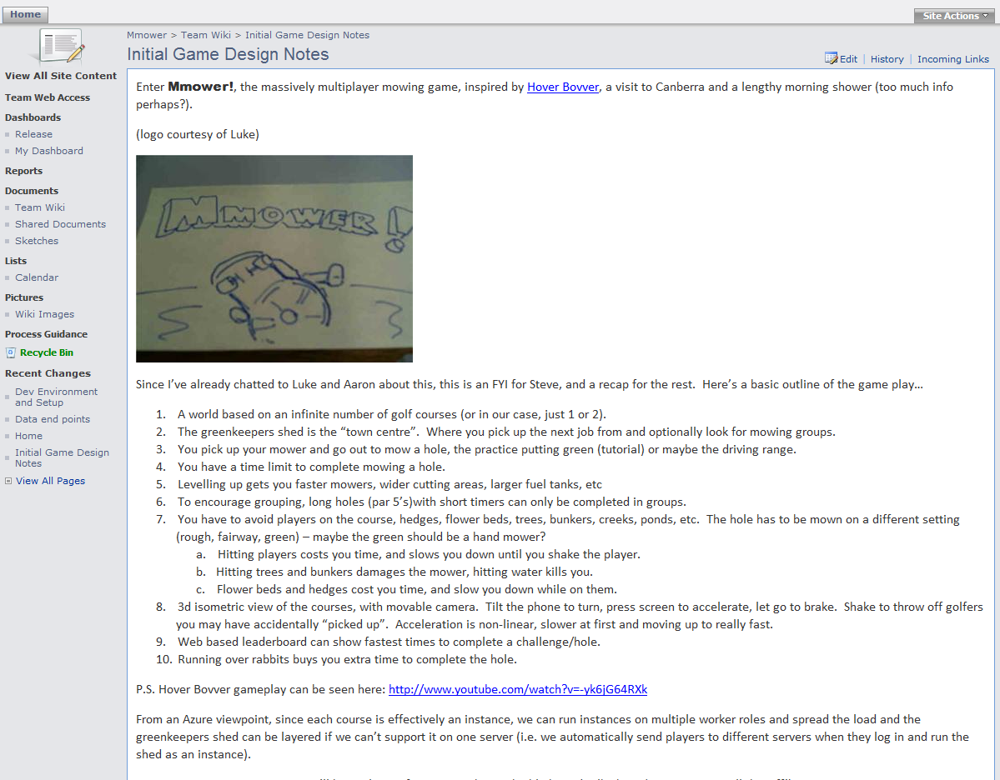 Home
Site Actions
Mmower > Team Wiki > Initial Game Design Notes
Initial Game Design Notes
Edit | History | Incoming Links
View All Site Content
Team Web Access
Dashboards
Release
My Dashboard
Reports
Documents
Team Wiki
Shared Documents
Sketches
Lists
Calendar
Pictures
Wiki Images
Process Guidance
Recycle Bin
Recent Changes
Dev Environment
and Setup
Data end points
Home
Initial Game Design
Notes
View All Pages
Enter Mmower!, the massively multiplayer mowing game, inspired by Hover Bovver, a visit to Canberra and a lengthy morning shower (too much info
perhaps?).
(logo courtesy of Luke)
MMOWER!
Since I've already chatted to Luke and Aaron about this, this is an FYI for Steve, and a recap for the rest.  Here's a basic outline of the game play…
1. A world based on an infinite number of golf courses (or in our case, just 1 or 2).
2. The greenkeepers shed is the “town centre”.  Where you pick up the next job from and optionally look for mowing groups.
3. You pick up your mower and go out to mow a hole, the practice putting green (tutorial) or maybe the driving range.
4. You have a time limit to complete mowing a hole.
5. Levelling up gets you faster mowers, wider cutting areas, larger fuel tanks, etc
6. To encourage grouping, long holes (par 5's)with short timers can only be completed in groups.
7. You have to avoid players on the course, hedges, flower beds, trees, bunkers, creeks, ponds, etc.  The hole has to be mown on a different setting
(rough, fairway, green) – maybe the green should be a hand mower?
a. Hitting players costs you time, and slows you down until you shake the player.
b. Hitting trees and bunkers damages the mower, hitting water kills you.
c. Flower beds and hedges cost you time, and slow you down while on them.
8. 3d isometric view of the courses, with movable camera.  Tilt the phone to turn, press screen to accelerate, let go to brake.  Shake to throw off golfers
you may have accidentally “picked up”.  Acceleration is non-linear, slower at first and moving up to really fast.
9. Web based leaderboard can show fastest times to complete a challenge/hole.
10. Running over rabbits buys you extra time to complete the hole.
P.S. Hover Bovver gameplay can be seen here: http://www.youtube.com/watch?v=-yk6jG64RXk
From an Azure viewpoint, since each course is effectively an instance, we can run instances on multiple worker roles and spread the load and the
greenkeepers shed can be layered if we can't support it on one server (i.e. we automatically send players to different servers when they log in and run the
shed as an instance).